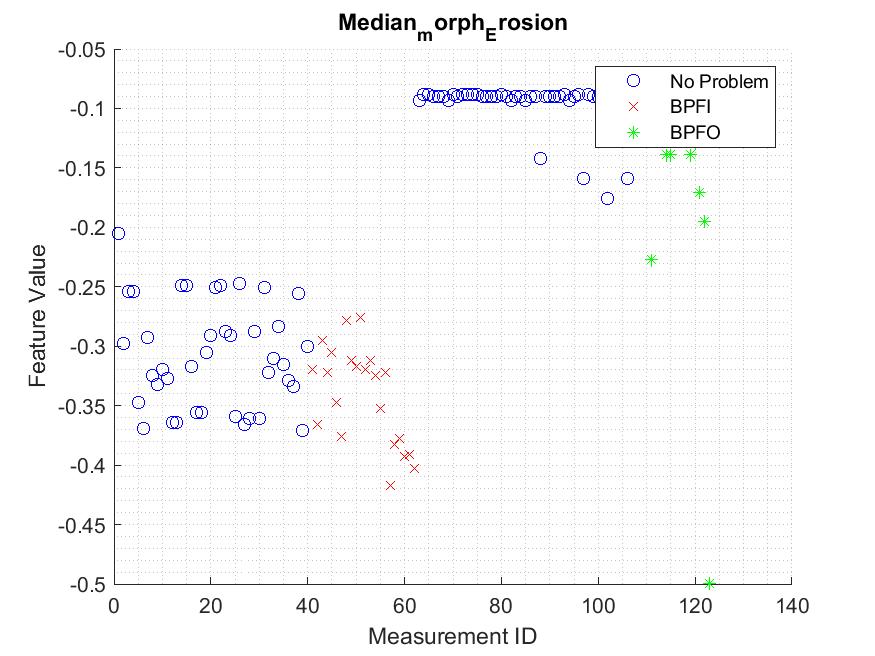 Median_morph_Erosion
-0.05
-0.1
-0.15
-0.2
-0.25
-0.3
-0.35
-0.4
-0.45
-0.5
Feature Value
No Problem
BPFI
BPFO
0 20 40 60 80 100 120 140
Measurement ID